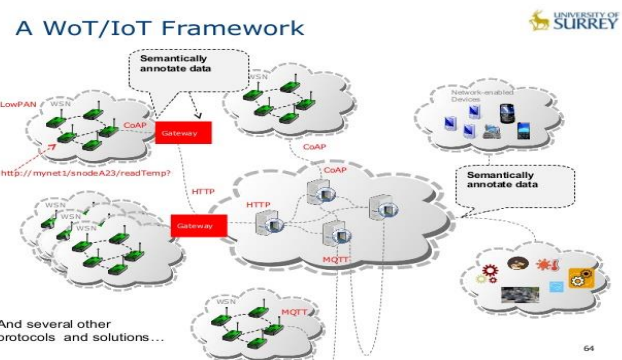 A WoT/IoT Framework
UNIVERSITY OF
SURREY
Semantically
annotate data
WSN
LowPAN
WSN
CoAP
Gateway
Network-enabled
Devices
CoAP
http://mynet1/snodeA23/readTemp?
CoAP
Semantically
annotate data
HTTP
HTTP
WSN
WSN
WSN
Gateway
MQTT
WSN
MQTT
And several other
protocols and solutions…
64